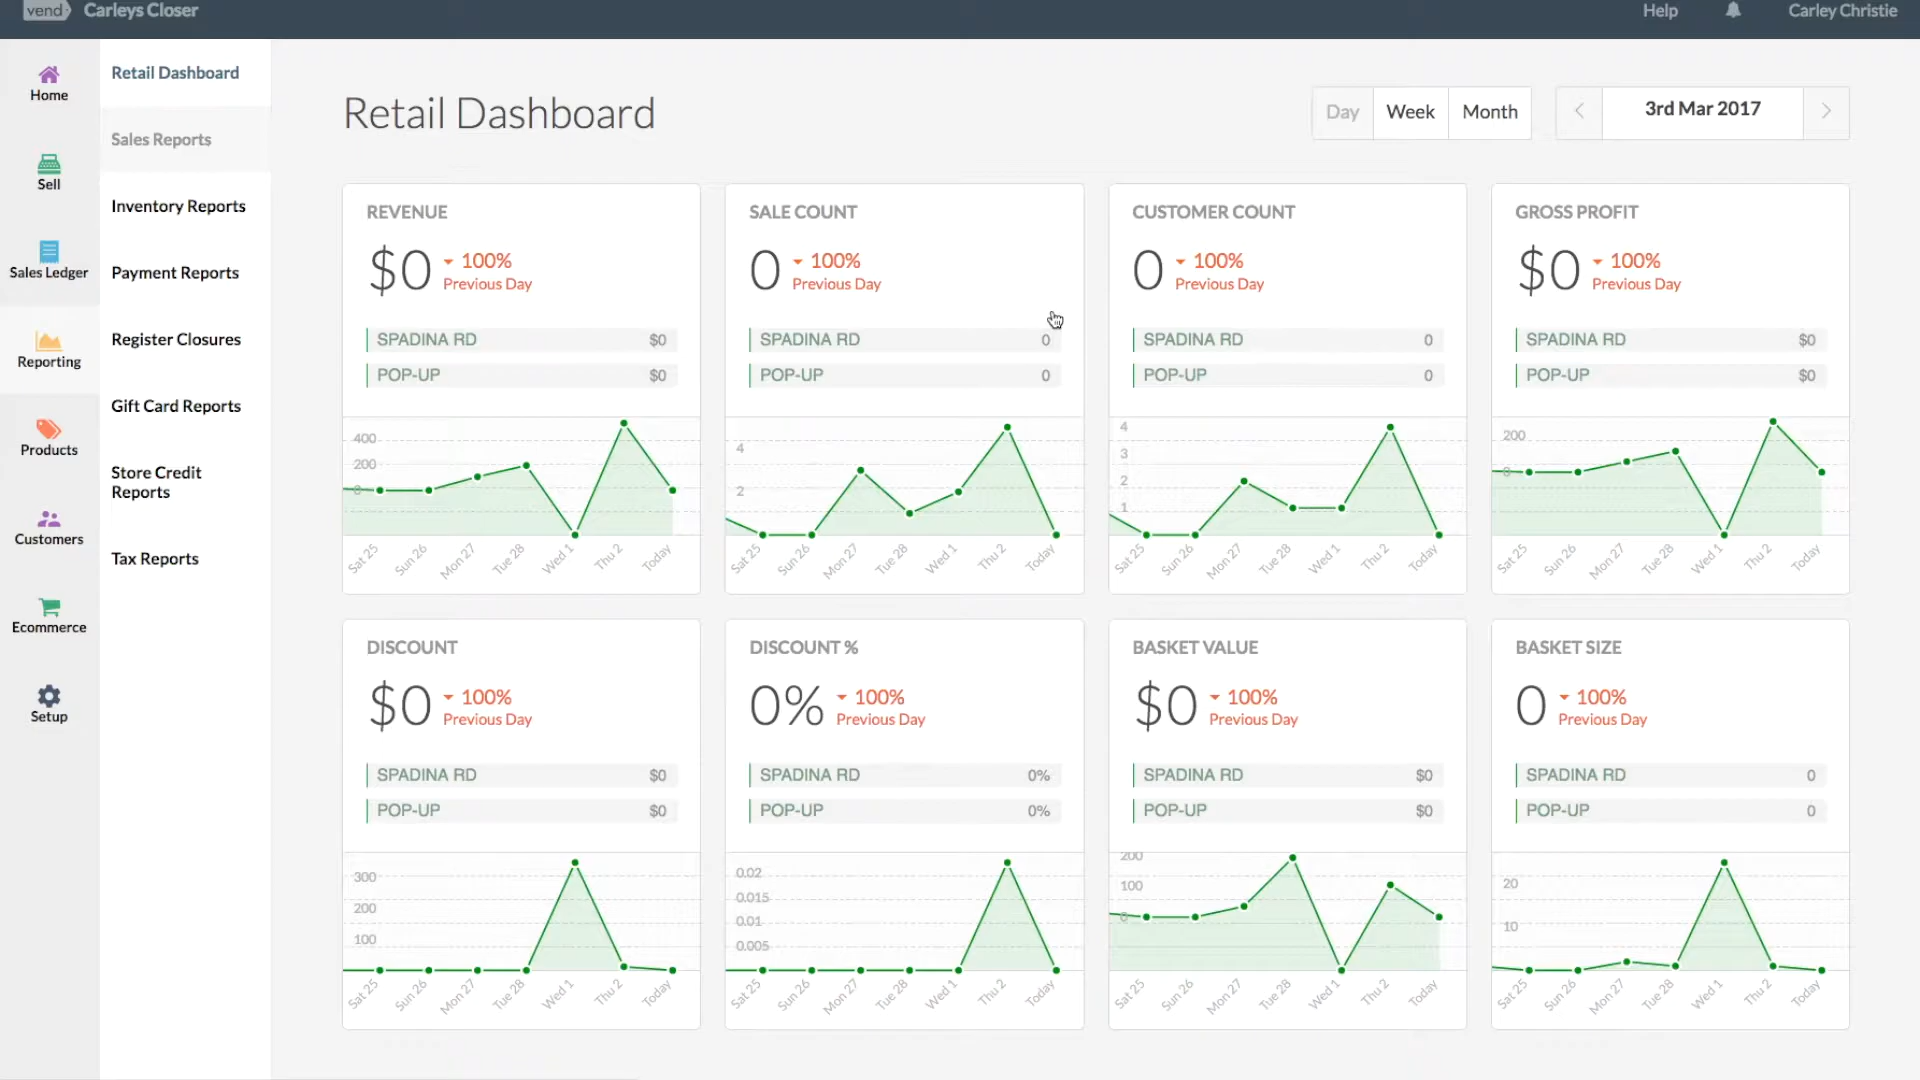 vend
Carleys Closer
Help
Carley Christie
Home
Sell
Sales Ledger
Reporting
Products
Customers
Ecommerce
Setup
Retail Dashboard
Sales Reports
Inventory Reports
Payment Reports
Register Closures
Gift Card Reports
Store Credit
Reports
Tax Reports
Retail Dashboard
Day
Week
Month
3rd Mar 2017
REVENUE
$0
100%
Previous Day
SPADINA RD $0
POP-UP $0
400
200
0
Sat 25
Sun 26
Mon 27
Tue 28
Wed 1
Thu 2
Today
SALE COUNT
0
100%
Previous Day
SPADINA RD 0
POP-UP 0
4
2
Sat 25
Sun 26
Mon 27
Tue 28
Wed 1
Thu 2
Today
CUSTOMER COUNT
0
100%
Previous Day
SPADINA RD 0
POP-UP 0
4
3
2
1
Sat 25
Sun 26
Mon 27
Tue 28
Wed 1
Thu 2
Today
GROSS PROFIT
$0
100%
Previous Day
SPADINA RD $0
POP-UP $0
200
0
Sat 25
Sun 26
Mon 27
Tue 28
Wed 1
Thu 2
Today
DISCOUNT
$0
100%
Previous Day
SPADINA RD $0
POP-UP $0
300
200
100
Sat 25
Sun 26
Mon 27
Tue 28
Wed 1
Thu 2
Today
DISCOUNT %
0%
100%
Previous Day
SPADINA RD 0%
POP-UP 0%
0.02
0.015
0.01
0.005
Sat 25
Sun 26
Mon 27
Tue 28
Wed 1
Thu 2
Today
BASKET VALUE
$0
100%
Previous Day
SPADINA RD $0
POP-UP $0
200
100
0
Sat 25
Sun 26
Mon 27
Tue 28
Wed 1
Thu 2
Today
BASKET SIZE
0
100%
Previous Day
SPADINA RD 0
POP-UP 0
20
10
Sat 25
Sun 26
Mon 27
Tue 28
Wed 1
Thu 2
Today